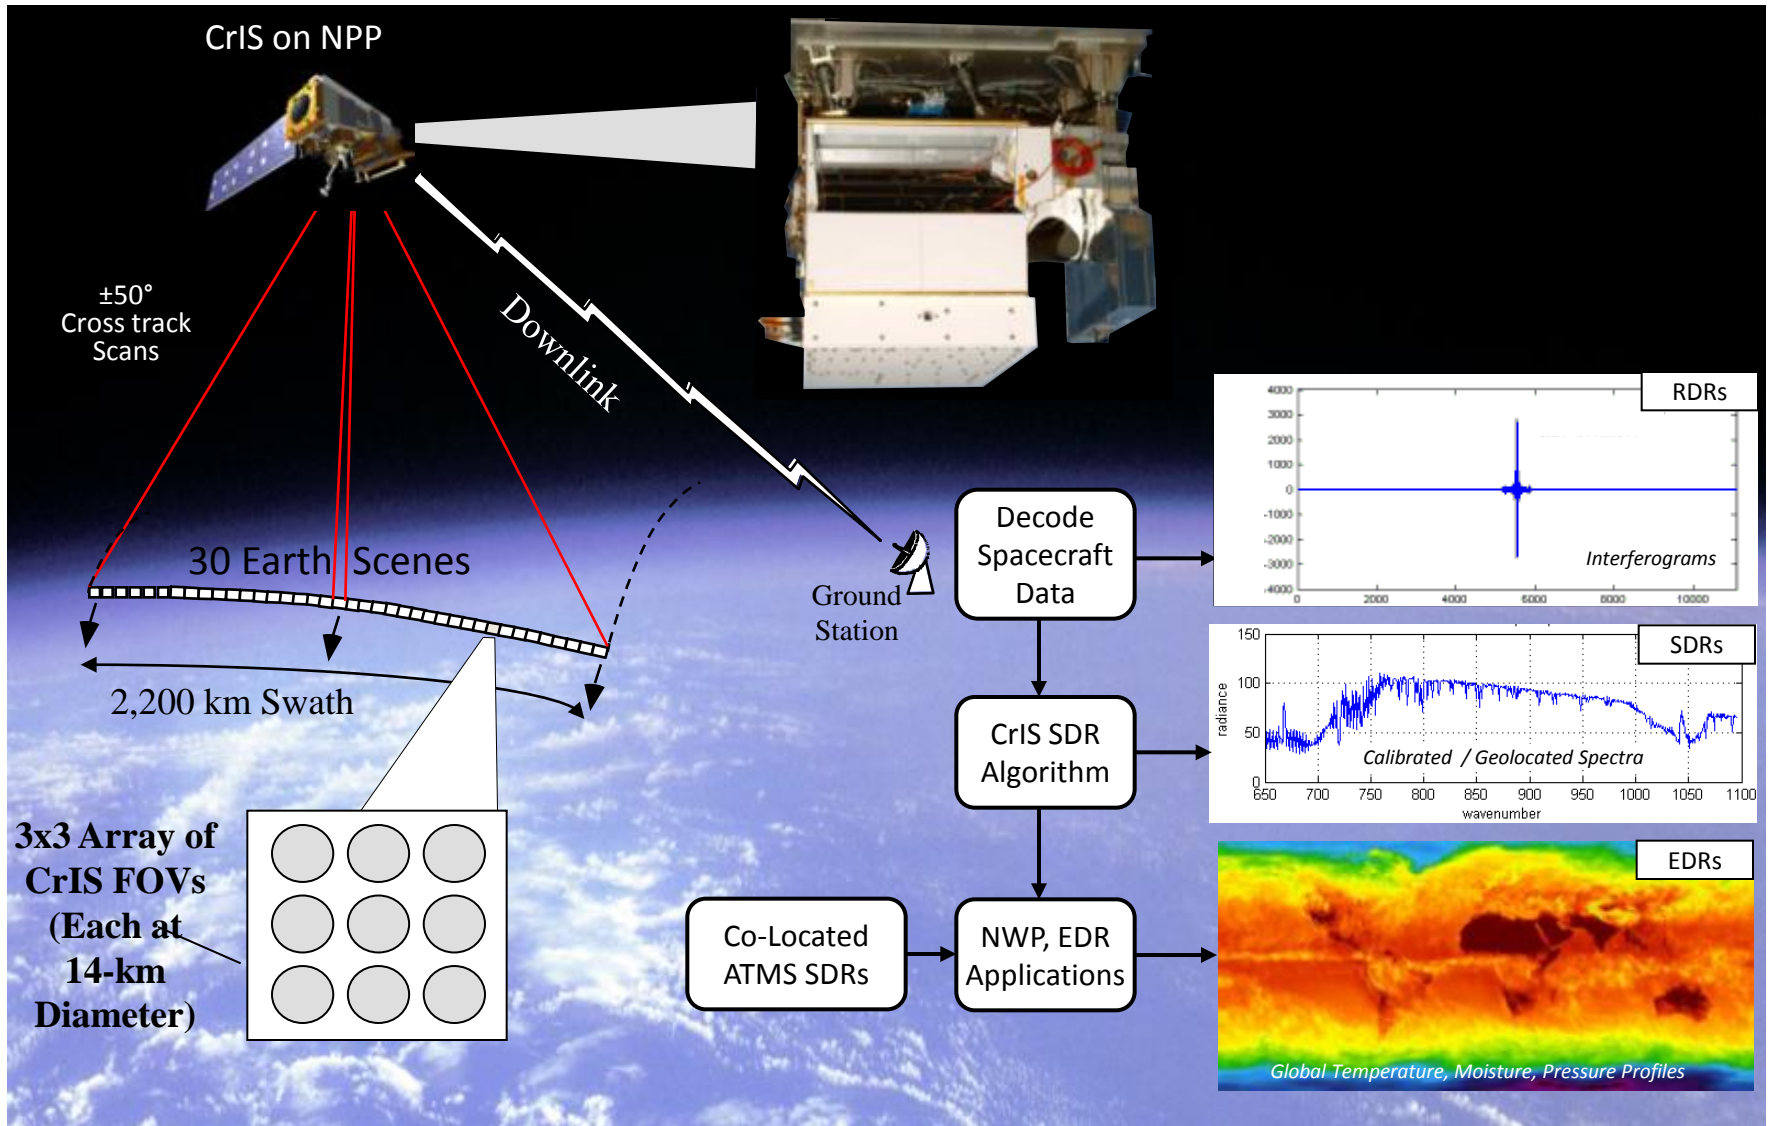 CrIS on NPP
±50°
Cross track
Scans
Downlink
30 Earth Scenes
2,200 km Swath
3x3 Array of
CrIS FOVs
(Each at
14-km
Diameter)
Ground
Station
Decode
Spacecraft
Data
CrIS SDR
Algorithm
Co-Located
ATMS SDRs
NWP, EDR
Applications
RDRs
4000
3000
2000
1000
0
-1000
-2000
-3000
-4000
Interferograms
0 2000 4000 6000 8000 10000
SDRs
150
100
50
0
radiance
Calibrated / Geolocated Spectra
650 700 750 800 850 900 950 1000 1050 1100
wavenumber
EDRs
Global Temperature, Moisture, Pressure Profiles